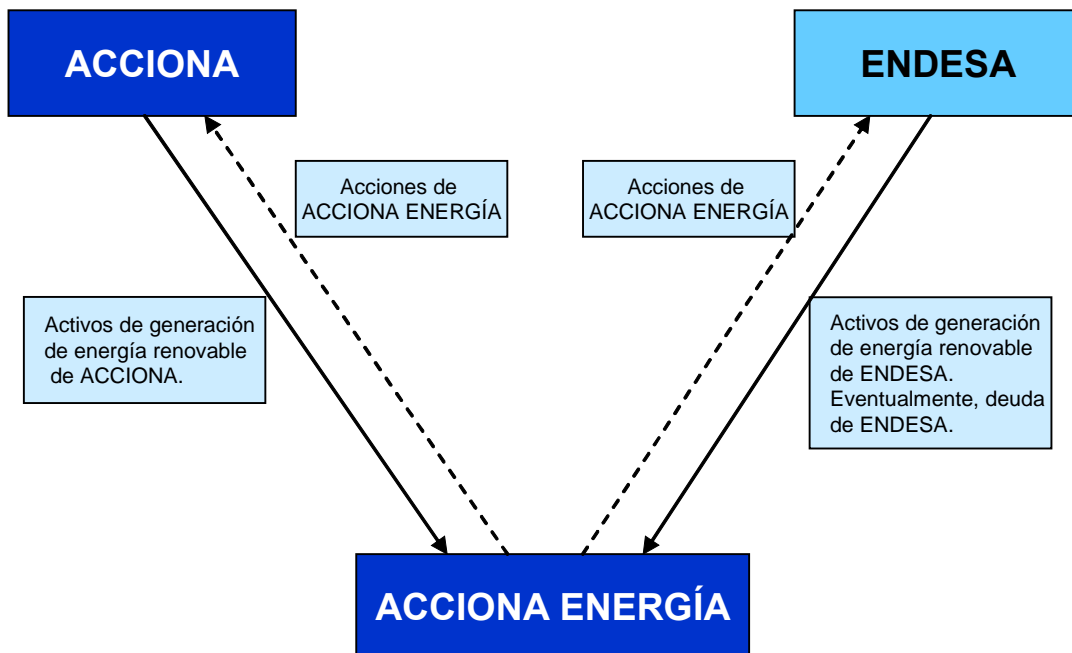 ACCIONA
ENDESA
Acciones de
ACCIONA ENERGÍA
Acciones de
ACCIONA ENERGÍA
Activos de generación
de energía renovable
de ACCIONA.
Activos de generación
de energía renovable
de ENDESA.
Eventualmente, deuda
de ENDESA.
ACCIONA ENERGÍA